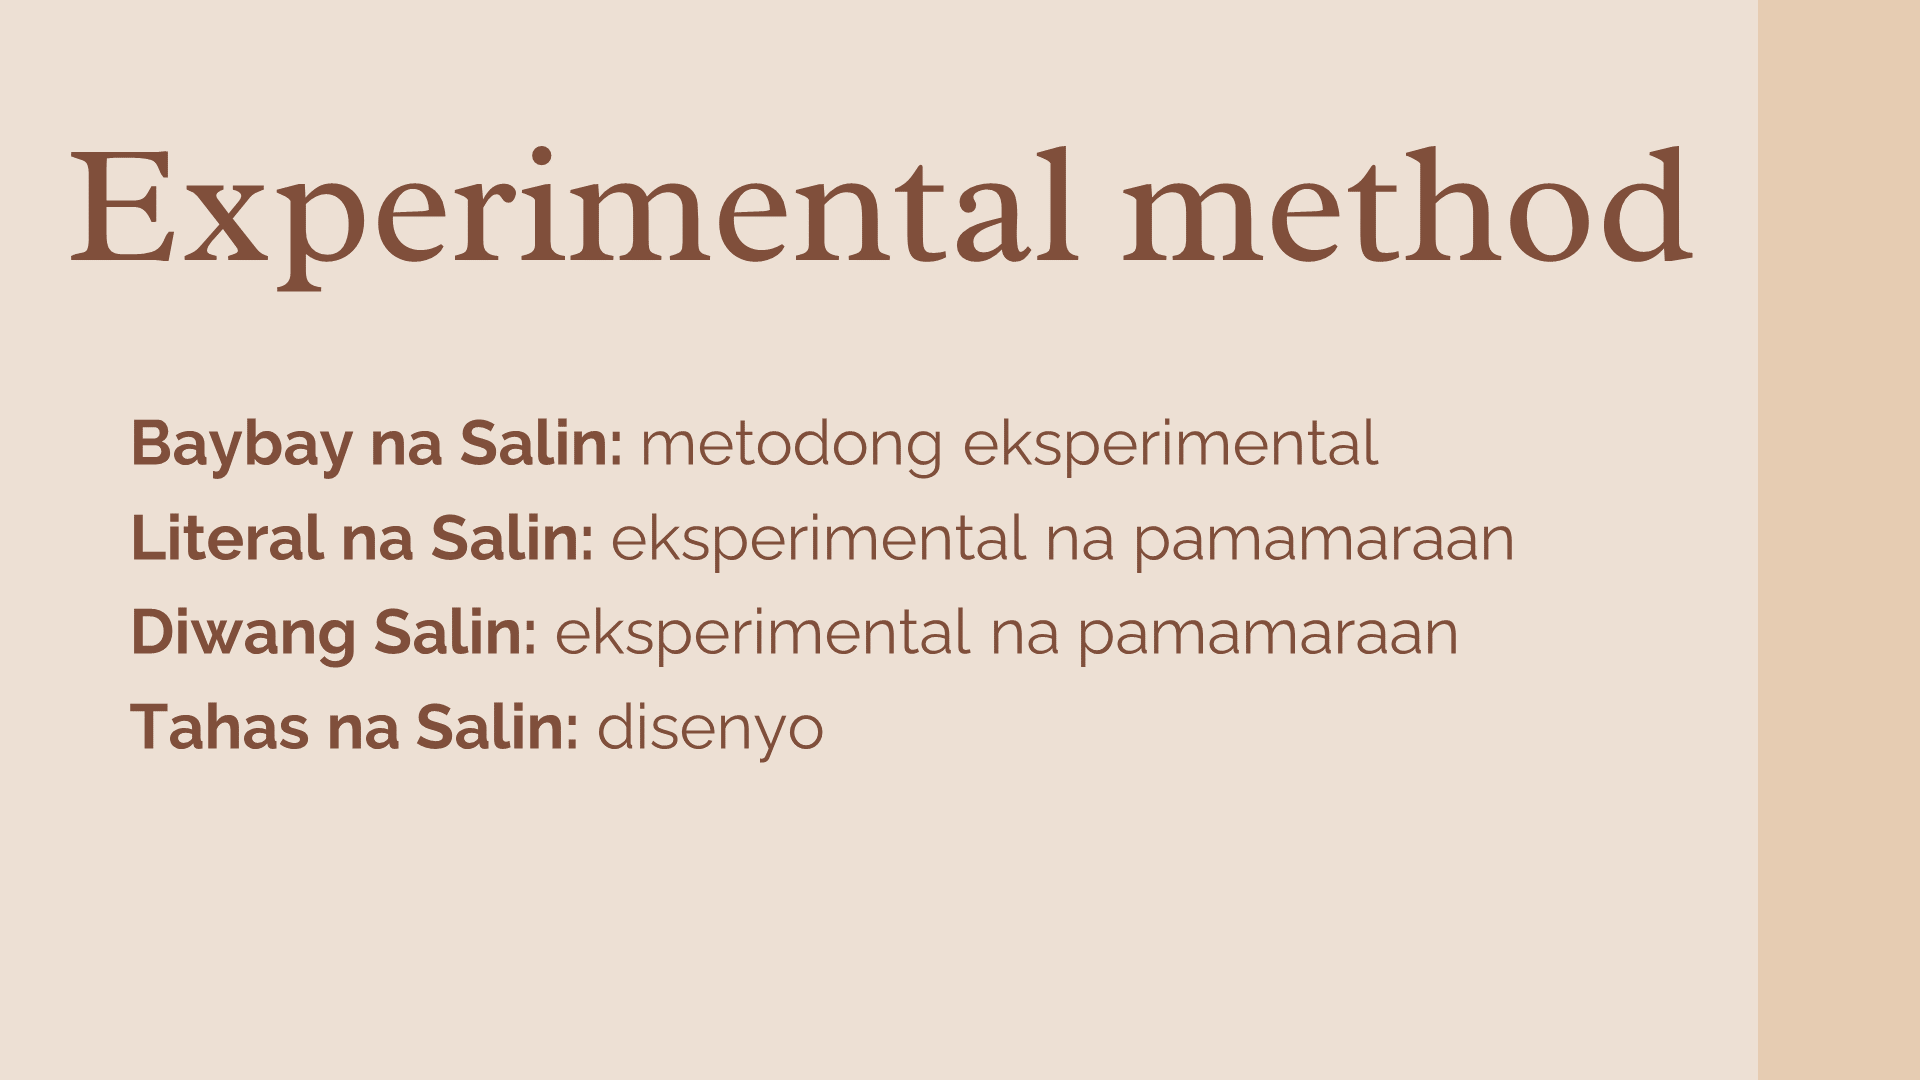 Experimental method
Baybay na Salin: metodong eksperimental
Literal na Salin: eksperimental na pamamaraan
Diwang Salin: eksperimental na pamamaraan
Tahas na Salin: disenyo